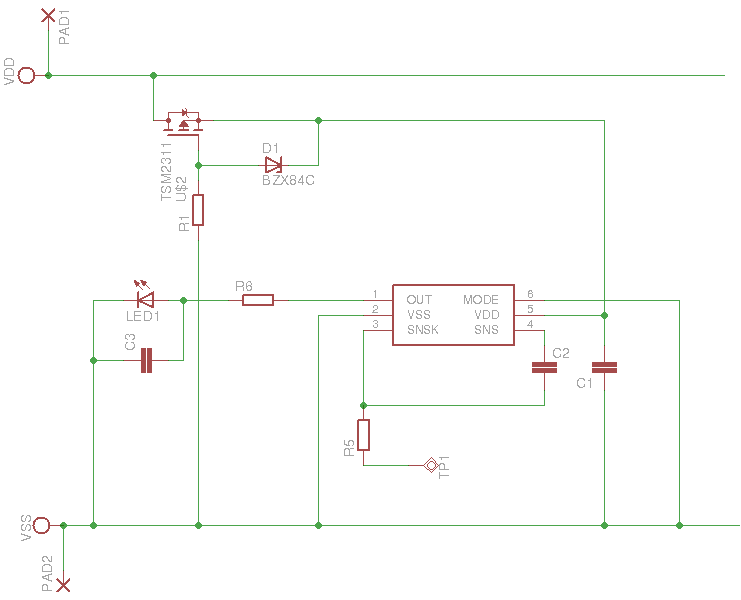 PAD1
VDD
TSM2311
U$2
D1
BZX84C
R1
LED1
C3
R6
1
2
3
OUT
VSS
SNSK
MODE
VDD
SNS
6
5
4
C2
C1
R5
TP1
VSS
PAD2